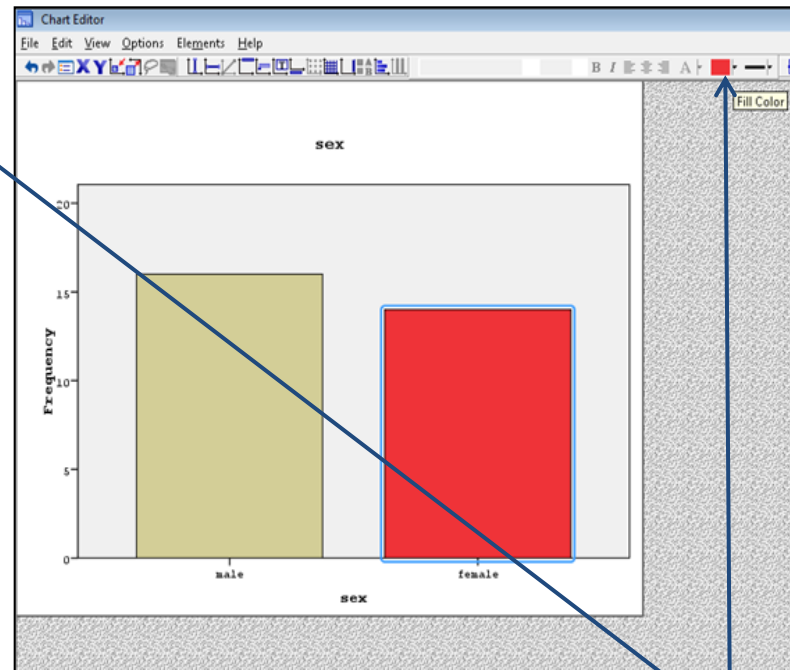 Chart Editor
File Edit View Options Elements Help
X Y B I A
Fill Color
sex
20
15
Frequency
10
5
0
male female
sex